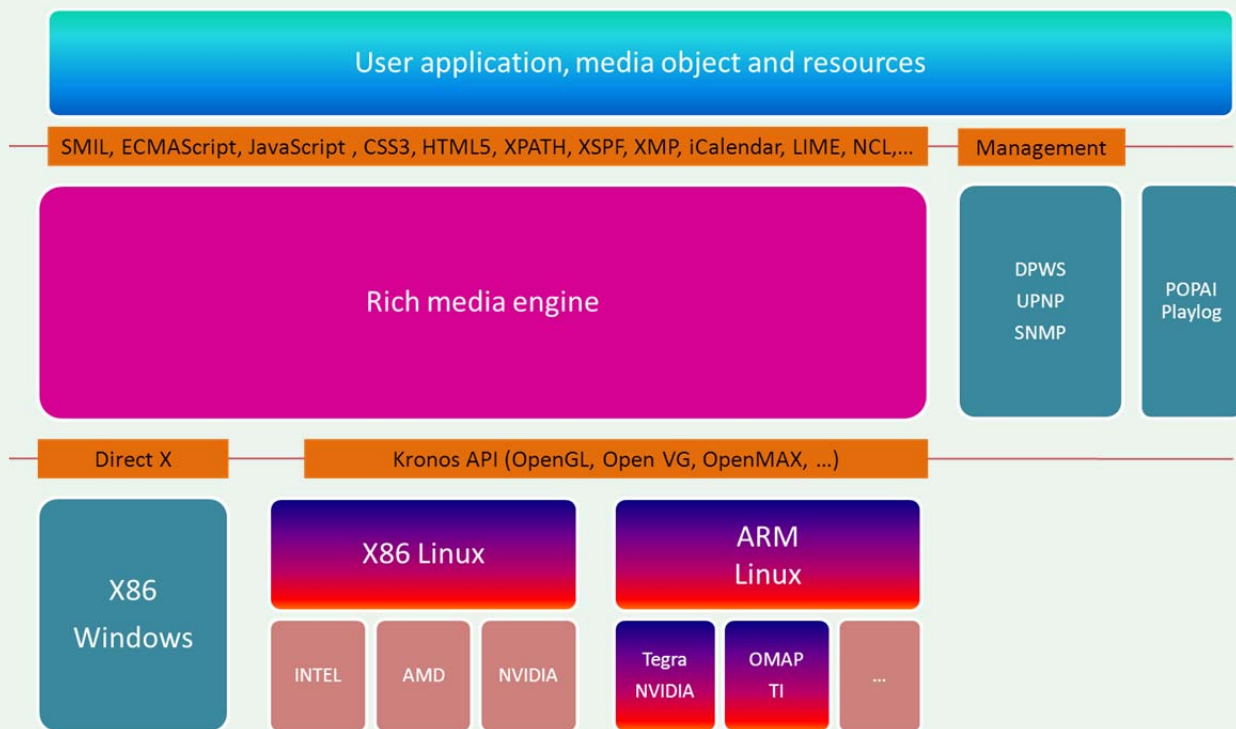 User application, media object and resources
SMIL, ECMAScript, JavaScript , CSS3, HTML5, XPATH, XSPF, XMP, iCalendar, LIME, NCL,...
Management
Rich media engine
DPWS
UPNP
SNMP
POPAI
Playlog
Direct X
Kronos API (OpenGL, Open VG, OpenMAX, ...)
X86
Windows
X86 Linux
ARM
Linux
INTEL
AMD
NVIDIA
Tegra
NVIDIA
OMAP
TI
...